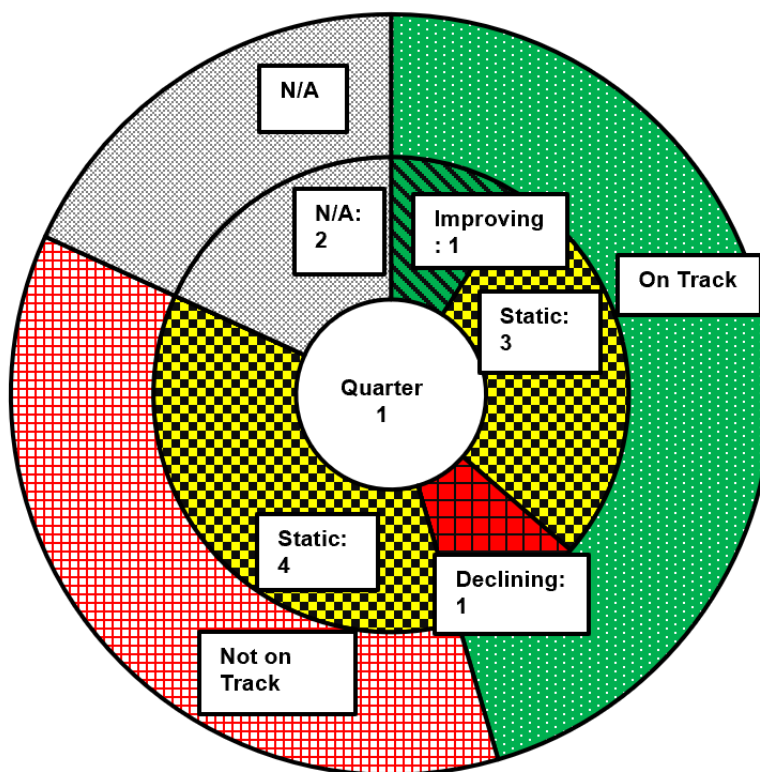 N/A
N/A:
2
Improving
: 1
On Track
Static:
3
Quarter
1
Static:
4
Declining:
1
Not on
Track